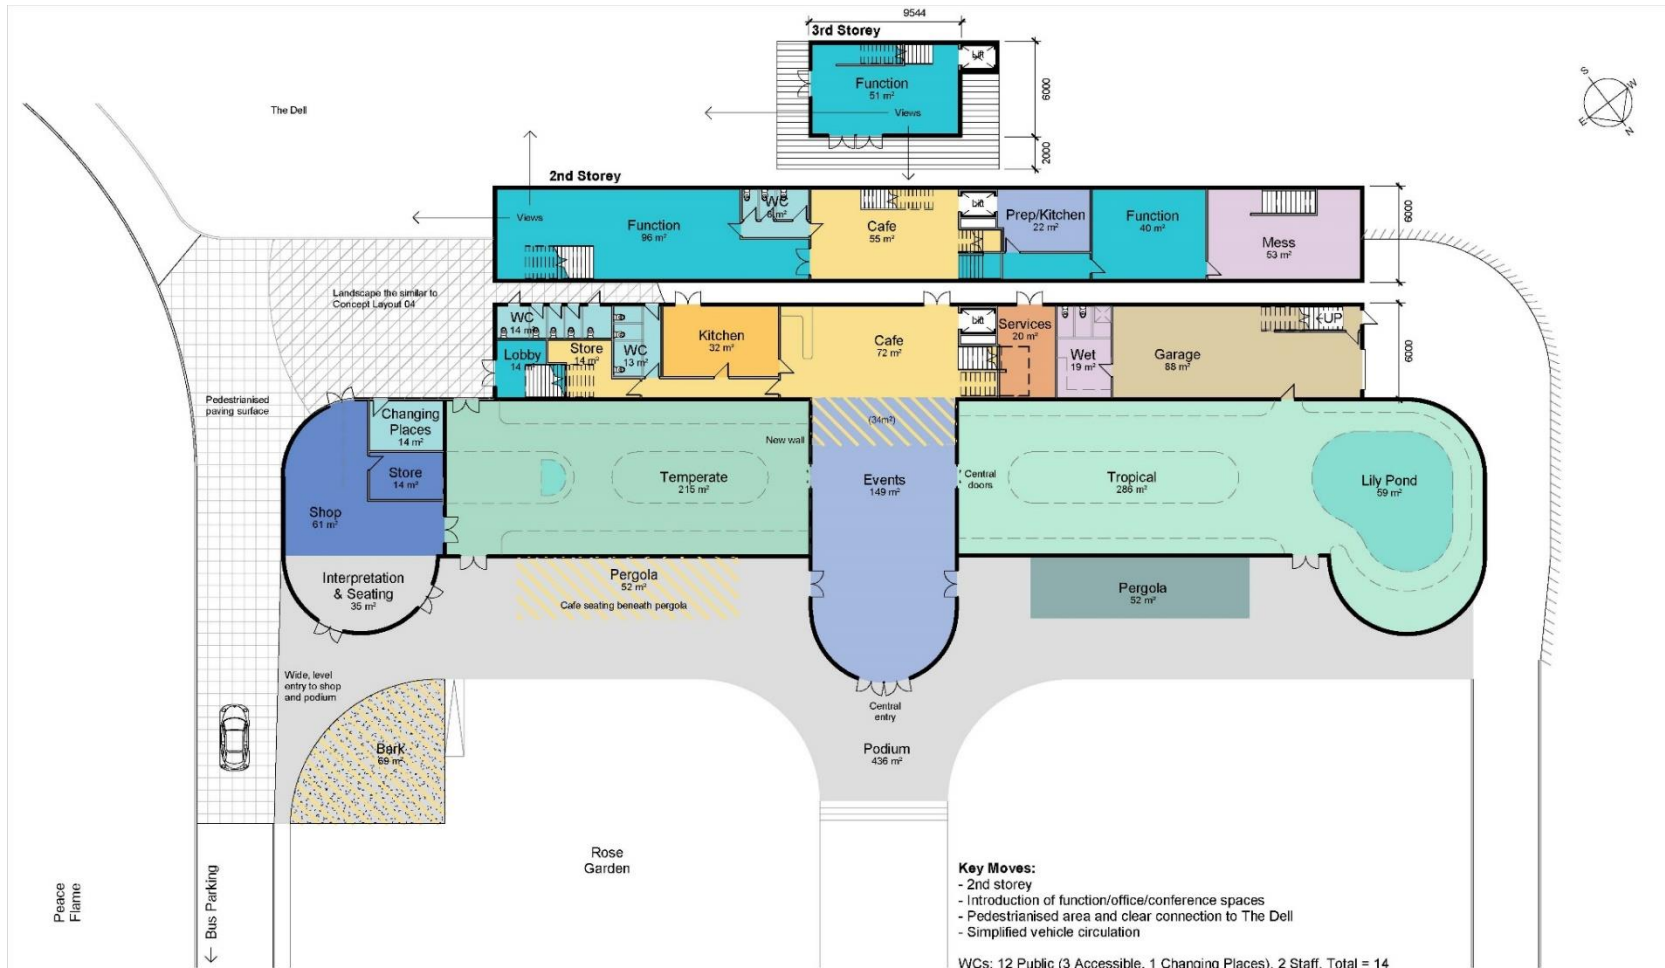 9544
3rd Storey
Lift
Function
51 m²
Views
6000
2000
S
W
E
N
The Dell
2nd Storey
Views
Function
96 m²
WC
6 m²
Cafe
55 m²
Lift
Prep/Kitchen
22 m²
Function
40 m²
Mess
53 m²
6000
Landscape the similar to
Concept Layout 04
WC
14 m²
Lobby
14 m²
Store
14 m²
WC
13 m²
Kitchen
32 m²
Cafe
72 m²
Lift
Services
20 m²
Wet
19 m²
Garage
88 m²
UP
6000
Pedestrianised
paving surface
Changing
Places
14 m²
Store
14 m²
Shop
61 m²
Interpretation
& Seating
35 m²
Temperate
215 m²
New wall
(34m²)
Events
149 m²
Central
doors
Tropical
286 m²
Lily Pond
59 m²
Pergola
52 m²
Cafe seating beneath pergola
Pergola
52 m²
Wide, level
entry to shop
and podium
Central
entry
Bark
69 m²
Podium
436 m²
Rose
Garden
Peace
Flame
Bus Parking
Key Moves:
- 2nd storey
- Introduction of function/office/conference spaces
- Pedestrianised area and clear connection to The Dell
- Simplified vehicle circulation
WCs: 12 Public (3 Accessible, 1 Changing Places), 2 Staff, Total = 14